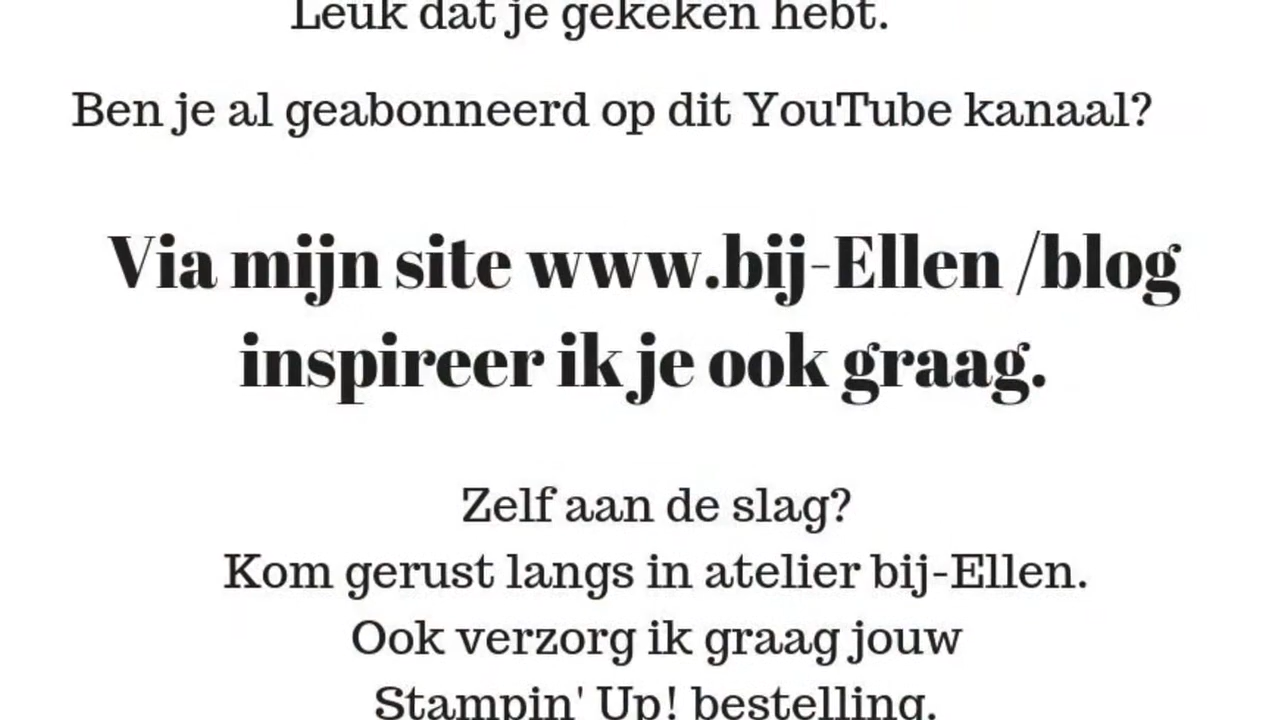 Leuk dat je gekeken hebt.
Ben je al geabonneerd op dit YouTube kanaal?
Via mijn site www.bij-Ellen /blog
inspireer ik je ook graag.
Zelf aan de slag?
Kom gerust langs in atelier bij-Ellen.
Ook verzorg ik graag jouw
Stampin' Up! bestelling.